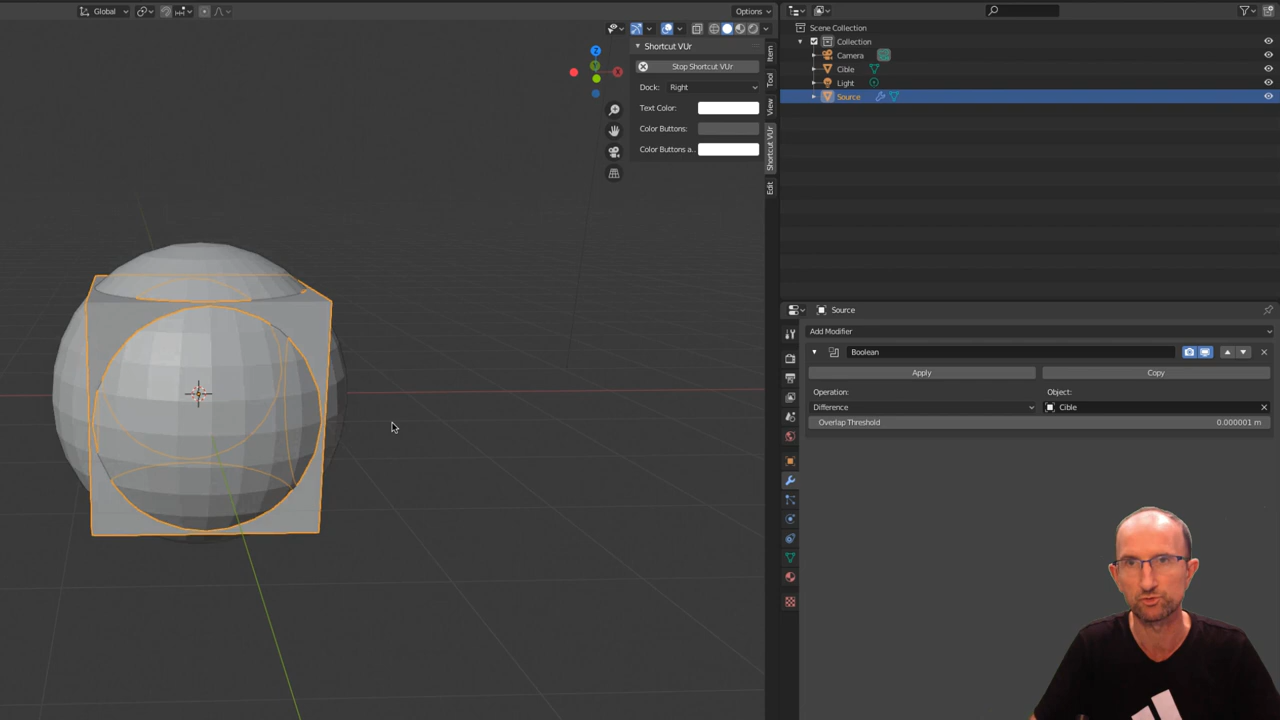 Global
Options
Scene Collection
Collection
Camera
Cible
Light
Source
Shortcut VUr
Stop Shortcut VUr
Dock: Right
Text Color:
Color Buttons:
Color Buttons a..
Item
Tool
View
Shortcut VUr
Edit
Z
Y
X
Source
Add Modifier
Boolean
Apply
Copy
Operation:
Object:
Difference
Cible
Overlap Threshold 0.000001 m